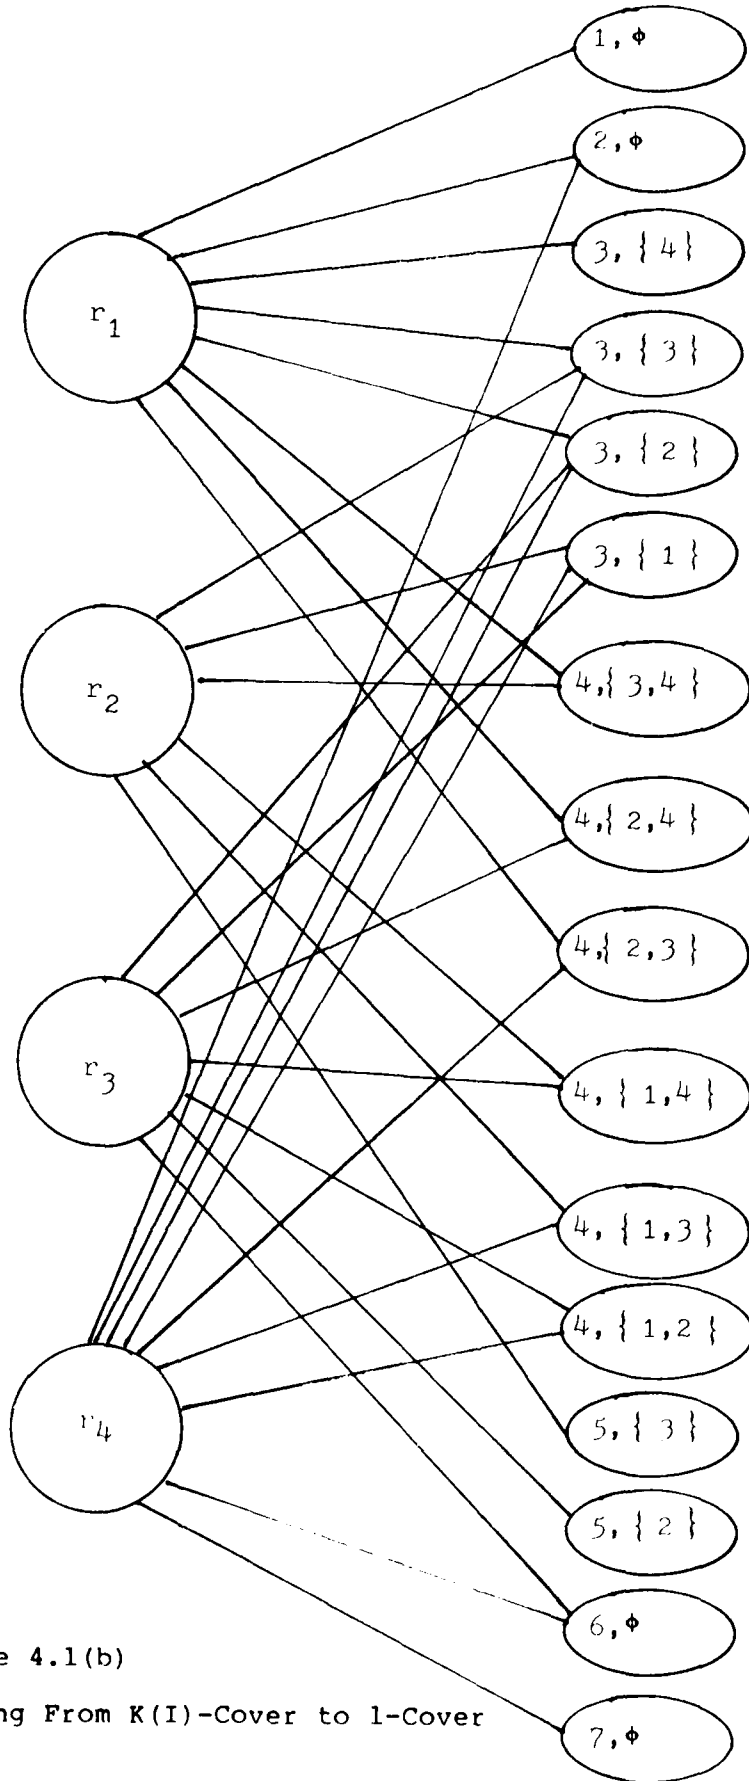 1, φ
2, φ
3, { 4 }
r1
3, { 3 }
3, { 2 }
3, { 1 }
r2
4,{ 3,4 }
4,{ 2,4 }
4,{ 2,3 }
r3
4, { 1,4 }
4, { 1,3 }
4, { 1,2 }
r4
5, { 3 }
5, { 2 }
6, φ
e 4.1(b)
ng From K(I)-Cover to 1-Cover
7, φ